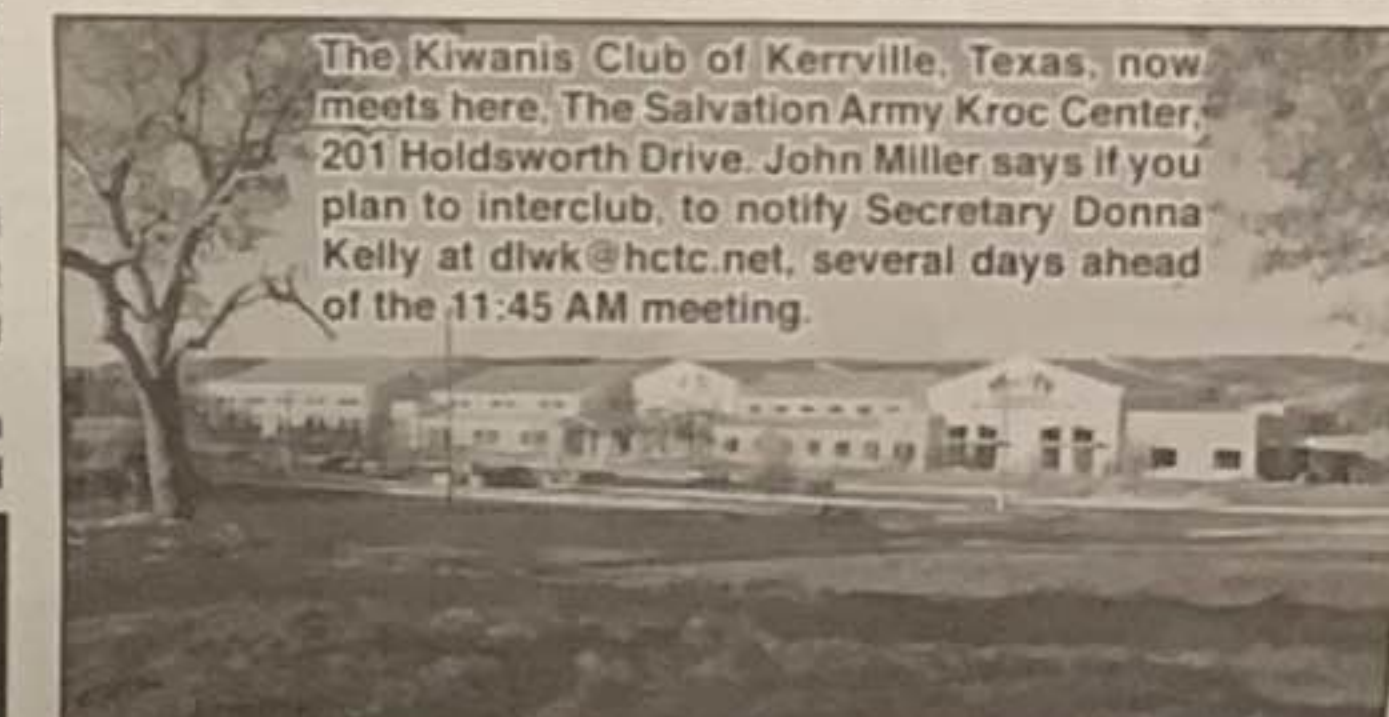 The Kiwanis Club of Kerrville, Texas, now
meets here, The Salvation Army Kroc Center,
201 Holdsworth Drive. John Miller says if you
plan to interclub, to notify Secretary Donna
Kelly at dlwk@hctc.net, several days ahead
of the 11:45 AM meeting.